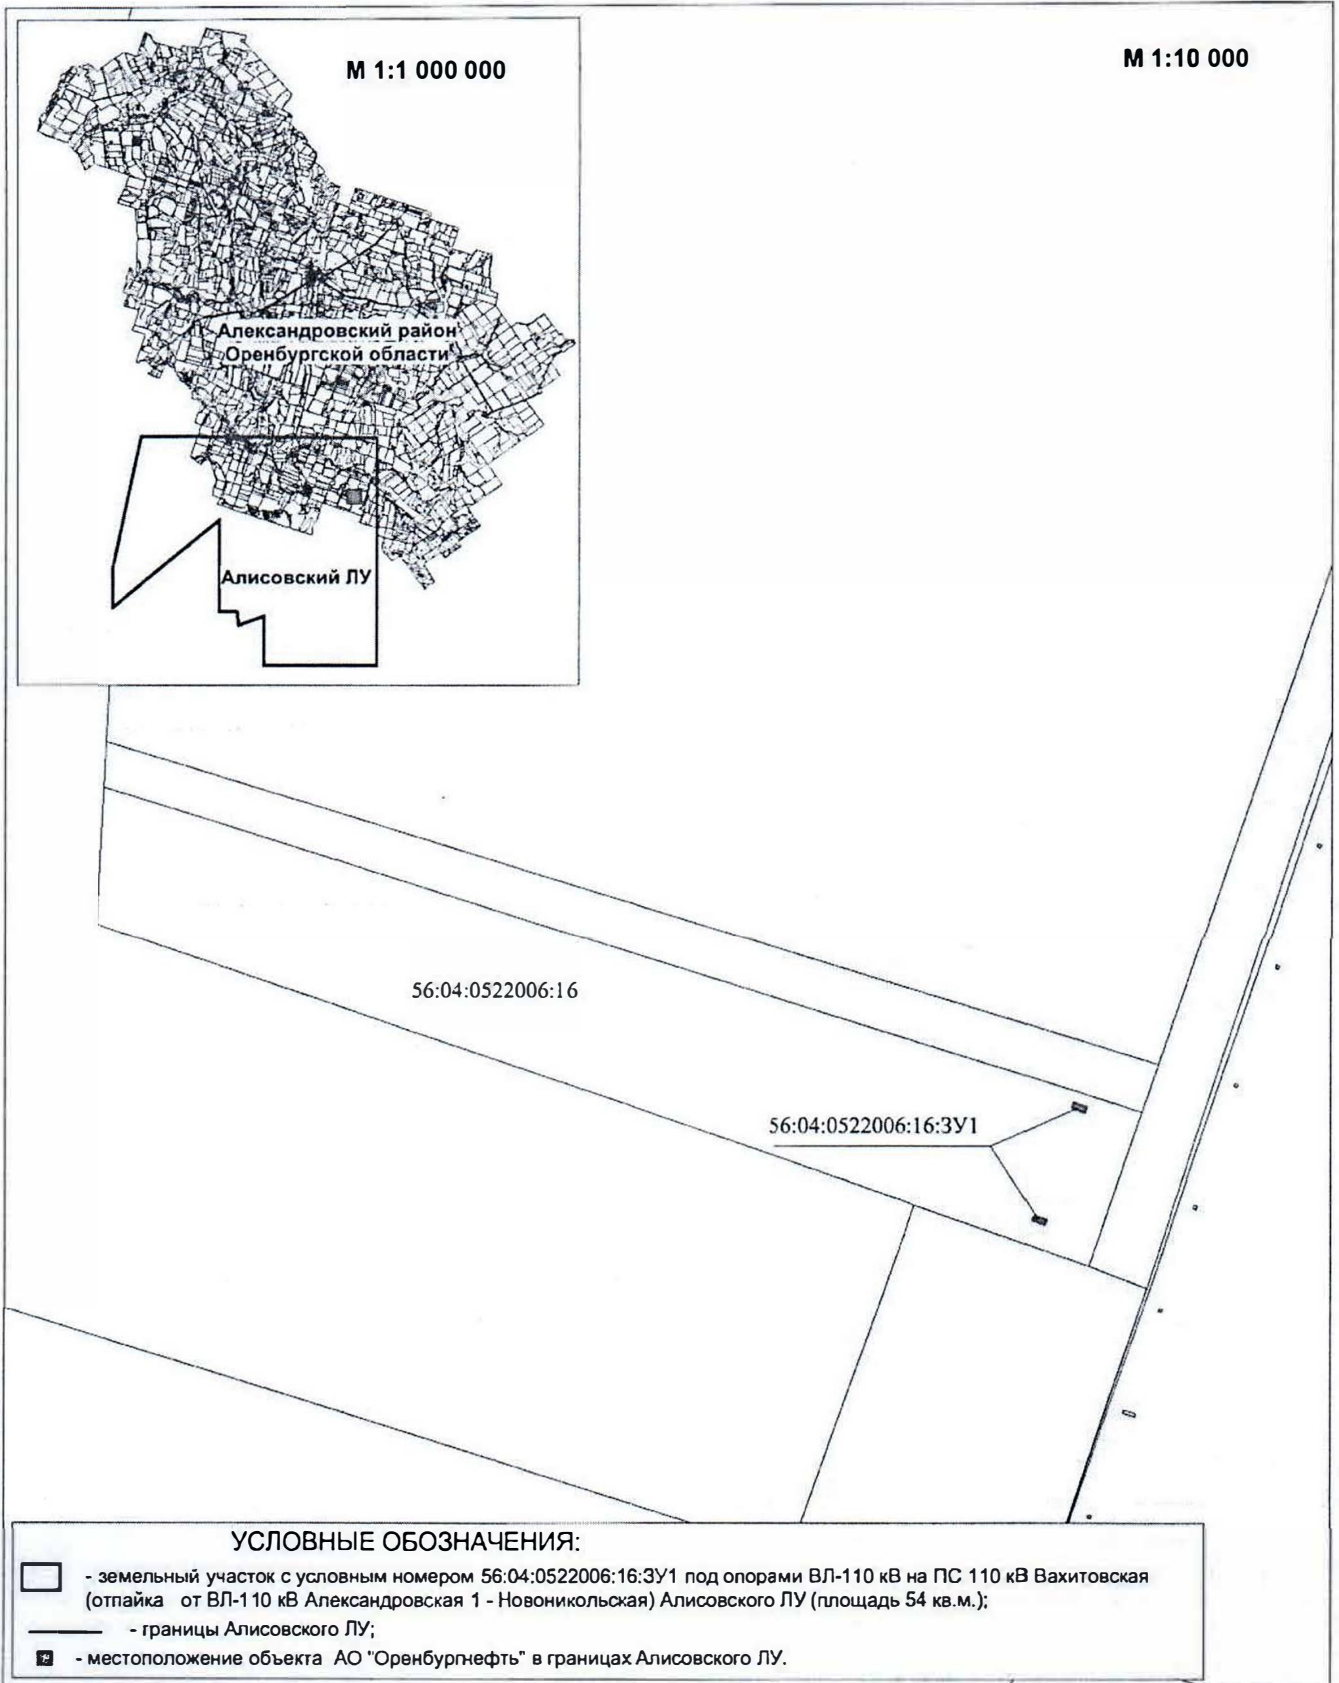 М 1:1 000 000
М 1:10 000
Александровский район
Оренбургской области
Алисовский ЛУ
56:04:0522006:16
56:04:0522006:16:ЗУ1
УСЛОВНЫЕ ОБОЗНАЧЕНИЯ:
- земельный участок с условным номером 56:04:0522006:16:ЗУ1 под опорами ВЛ-110 кВ на ПС 110 кВ Вахитовская
(отпайка от ВЛ-110 кВ Александровская 1 - Новоникольская) Алисовского ЛУ (площадь 54 кв.м.);
- границы Алисовского ЛУ;
- местоположение объекта АО "Оренбургнефть" в границах Алисовского ЛУ.